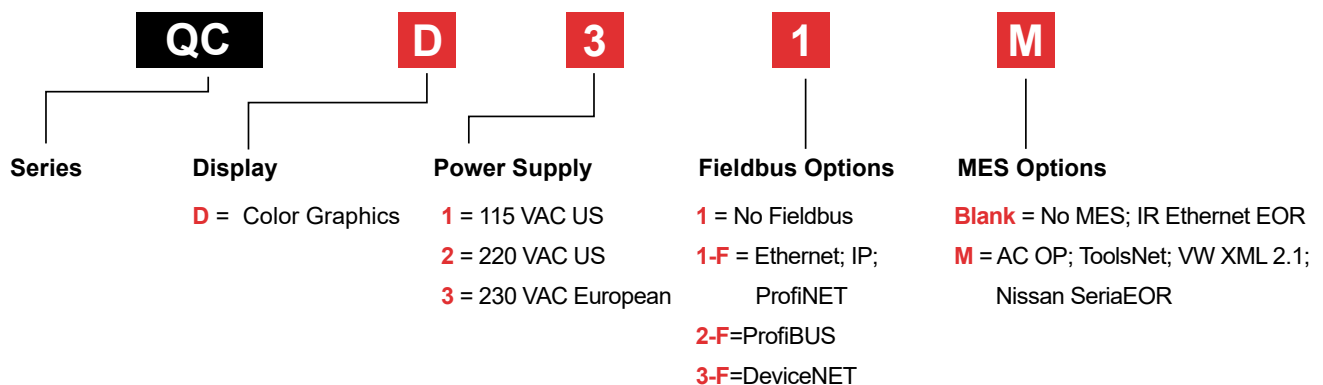 QC D 3 1 M
Series
Display
D = Color Graphics
Power Supply
1 = 115 VAC US
2 = 220 VAC US
3 = 230 VAC European
Fieldbus Options
1 = No Fieldbus
1-F = Ethernet; IP;
ProfiNET
2-F=ProfiBUS
3-F=DeviceNET
MES Options
Blank = No MES; IR Ethernet EOR
M = AC OP; ToolsNet; VW XML 2.1;
Nissan SeriaEOR